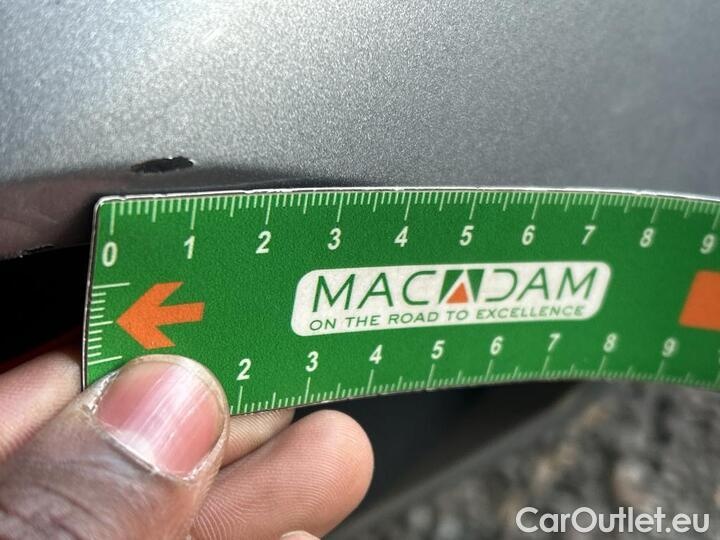 0 1 2 3 4 5 6 7 8 9
MACADAM
ON THE ROAD TO EXCELLENCE
2 3 4 5 6 7 8 9
CarOutlet.eu